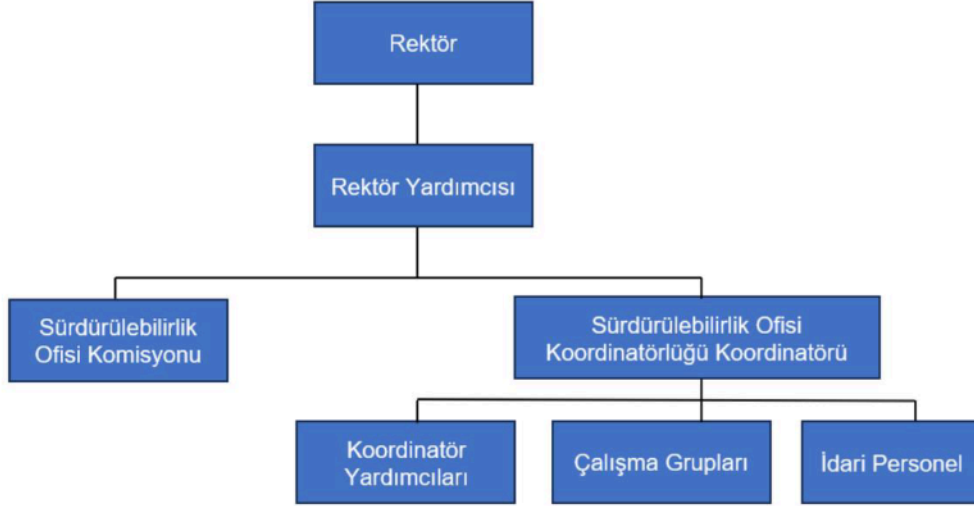 Rektör
Rektör Yardımcısı
Sürdürülebilirlik
Ofisi Komisyonu
Sürdürülebilirlik Ofisi
Koordinatörlüğü Koordinatörü
Koordinatör
Yardımcıları
Çalışma Grupları
İdari Personel